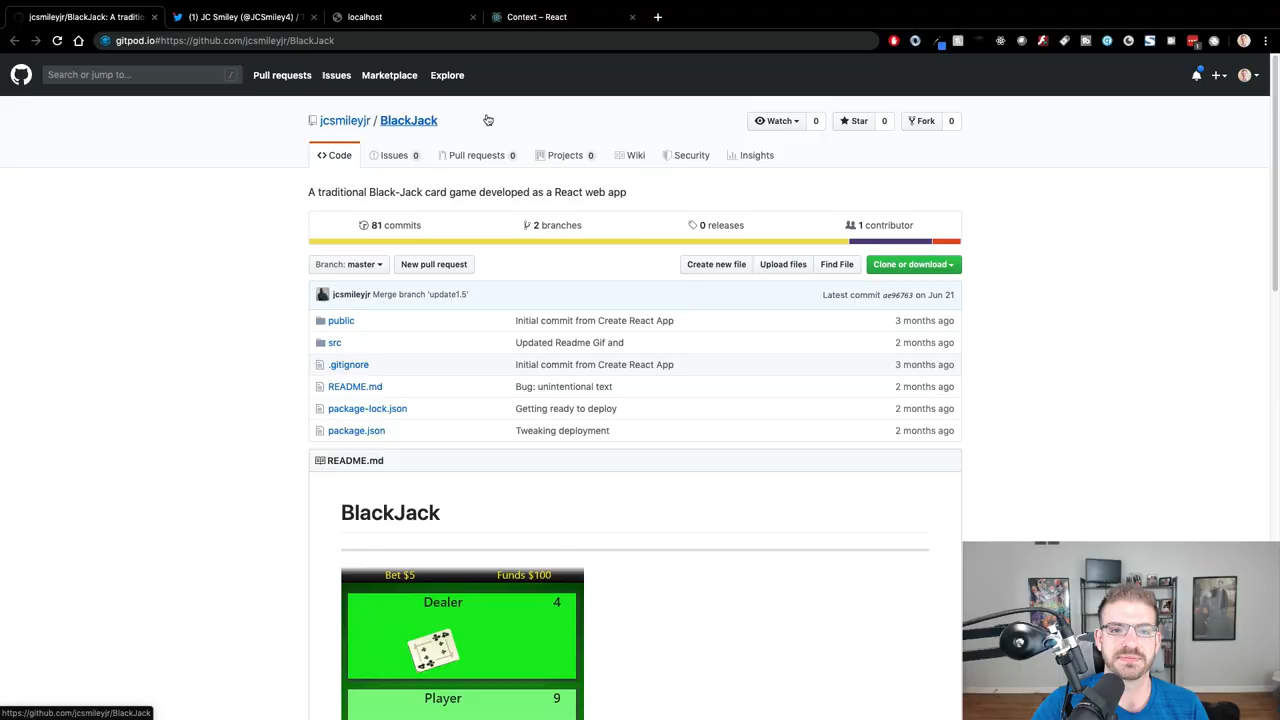 jcsmileyjr/BlackJack: A traditi
(1) JC Smiley (@JCSmiley4) / T
localhost
Context – React
gitpod.io#https://github.com/jcsmileyjr/BlackJack
Search or jump to...
/
Pull requests
Issues
Marketplace
Explore
jcsmileyjr / BlackJack
Watch 0
Star 0
Fork 0
Code
Issues 0
Pull requests 0
Projects 0
Wiki
Security
Insights
A traditional Black-Jack card game developed as a React web app
81 commits
2 branches
0 releases
1 contributor
Branch: master
New pull request
Create new file
Upload files
Find File
Clone or download
jcsmileyjr Merge branch 'update1.5'
Latest commit ae96763 on Jun 21
public
Initial commit from Create React App
3 months ago
src
Updated Readme Gif and
2 months ago
.gitignore
Initial commit from Create React App
3 months ago
README.md
Bug: unintentional text
2 months ago
package-lock.json
Getting ready to deploy
2 months ago
package.json
Tweaking deployment
2 months ago
README.md
BlackJack
Bet $5
Funds $100
Dealer
4
Player
9
https://github.com/jcsmileyjr/BlackJack